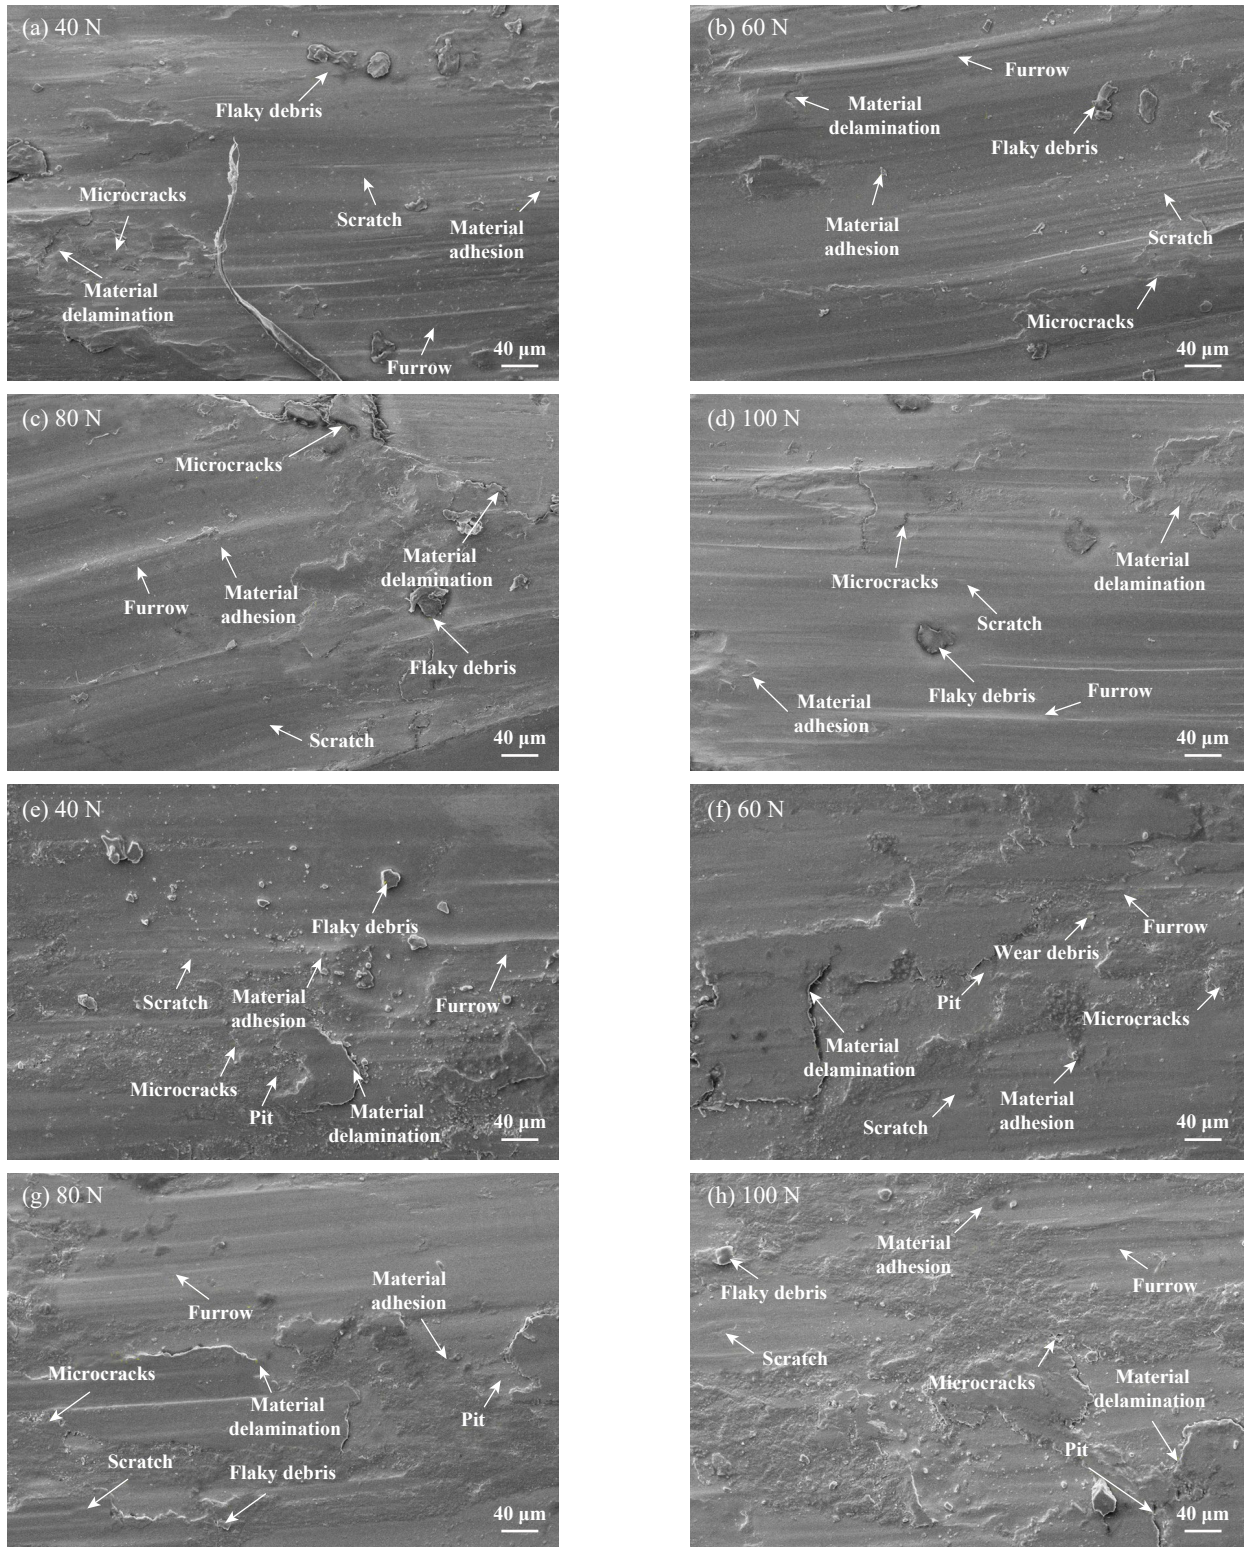 (a) 40 N
Flaky debris
Microcracks
Scratch
Material
adhesion
Material
delamination
Furrow
40 μm
(b) 60 N
Furrow
Material
delamination
Flaky debris
Material
adhesion
Scratch
Microcracks
40 μm
(c) 80 N
Microcracks
Material
delamination
Furrow
Material
adhesion
Flaky debris
Scratch
40 μm
(d) 100 N
Microcracks
Material
delamination
Scratch
Flaky debris
Furrow
Material
adhesion
40 μm
(e) 40 N
Flaky debris
Scratch
Material
adhesion
Furrow
Microcracks
Pit
Material
delamination
40 μm
(f) 60 N
Furrow
Wear debris
Pit
Microcracks
Material
delamination
Material
adhesion
Scratch
40 μm
(g) 80 N
Material
adhesion
Furrow
Microcracks
Material
delamination
Pit
Scratch
Flaky debris
40 μm
(h) 100 N
Material
adhesion
Flaky debris
Furrow
Scratch
Microcracks
Material
delamination
Pit
40 μm